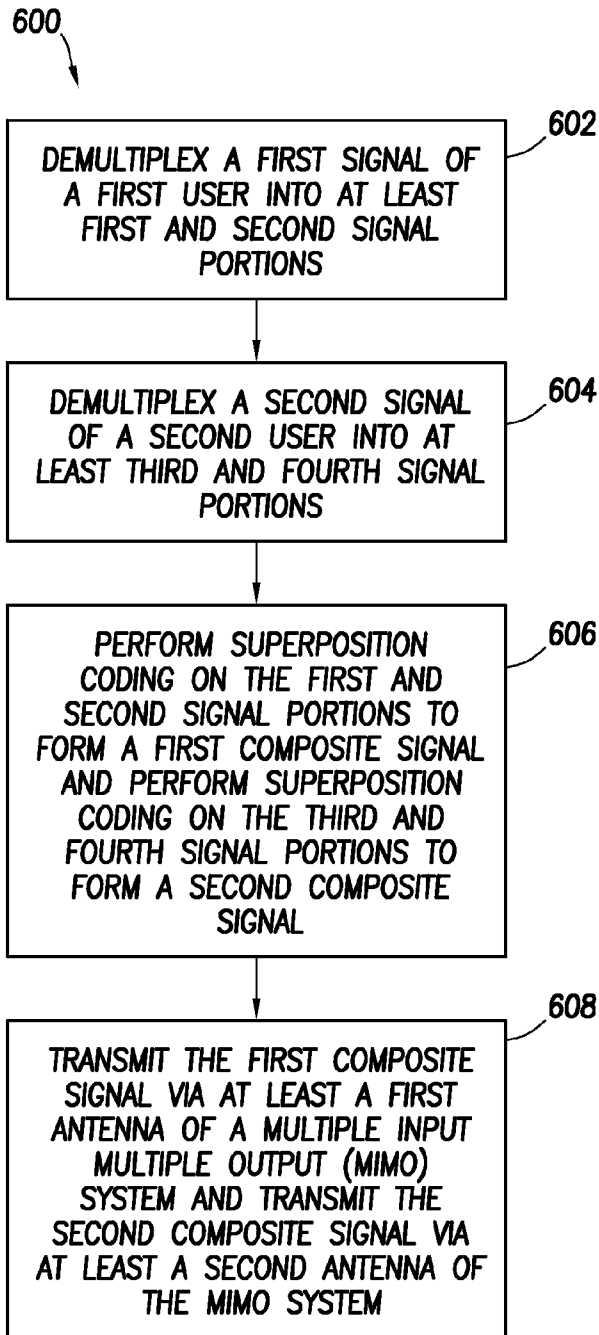 600
602
DEMULTIPLEX A FIRST SIGNAL OF
A FIRST USER INTO AT LEAST
FIRST AND SECOND SIGNAL
PORTIONS
604
DEMULTIPLEX A SECOND SIGNAL
OF A SECOND USER INTO AT
LEAST THIRD AND FOURTH SIGNAL
PORTIONS
606
PERFORM SUPERPOSITION
CODING ON THE FIRST AND
SECOND SIGNAL PORTIONS TO
FORM A FIRST COMPOSITE SIGNAL
AND PERFORM SUPERPOSITION
CODING ON THE THIRD AND
FOURTH SIGNAL PORTIONS TO
FORM A SECOND COMPOSITE
SIGNAL
608
TRANSMIT THE FIRST COMPOSITE
SIGNAL VIA AT LEAST A FIRST
ANTENNA OF A MULTIPLE INPUT
MULTIPLE OUTPUT (MIMO)
SYSTEM AND TRANSMIT THE
SECOND COMPOSITE SIGNAL VIA
AT LEAST A SECOND ANTENNA OF
THE MIMO SYSTEM